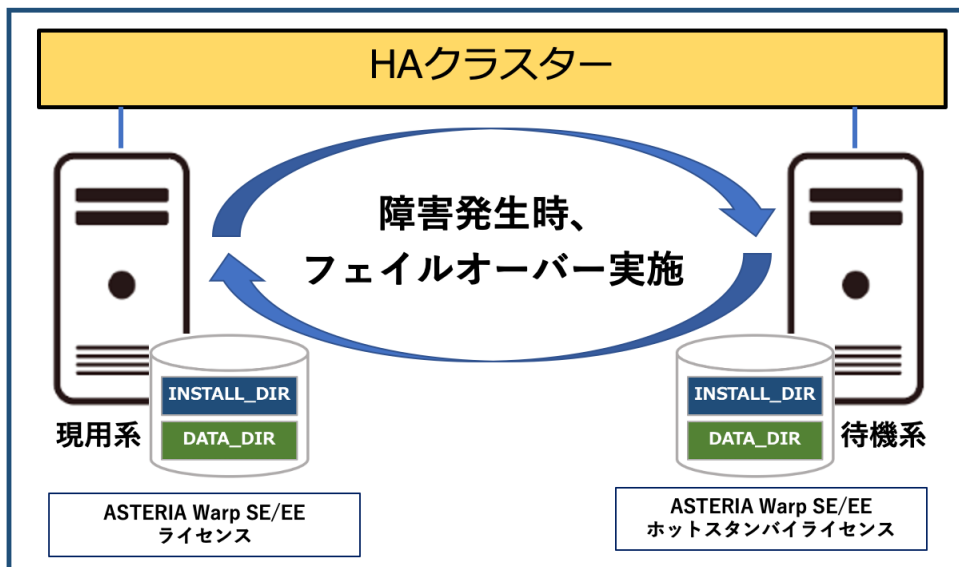 HAクラスター
障害発生時、
フェイルオーバー実施
INSTALL_DIR
DATA_DIR
現用系
INSTALL_DIR
DATA_DIR
待機系
ASTERIA Warp SE/EE
ライセンス
ASTERIA Warp SE/EE
ホットスタンバイライセンス